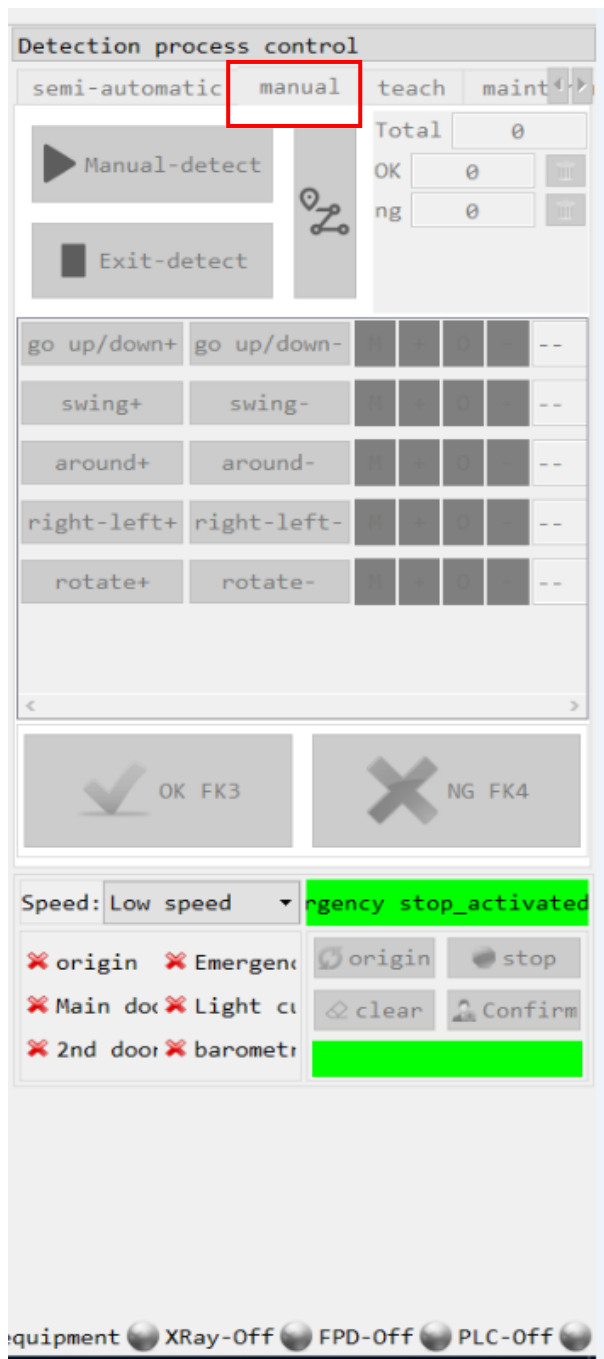 Detection process control
semi-automatic manual teach maint
Manual-detect
Exit-detect
Total 0
OK 0
ng 0
go up/down+ go up/down- M + O - --
swing+ swing- M + O - --
around+ around- M + O - --
right-left+ right-left- M + O - --
rotate+ rotate- M + O - --
OK FK3 NG FK4
Speed: Low speed rgency stop_activated
origin Emergenc origin stop
Main doo Light cu clear Confirm
2nd door barometr
equipment XRay-Off FPD-Off PLC-Off